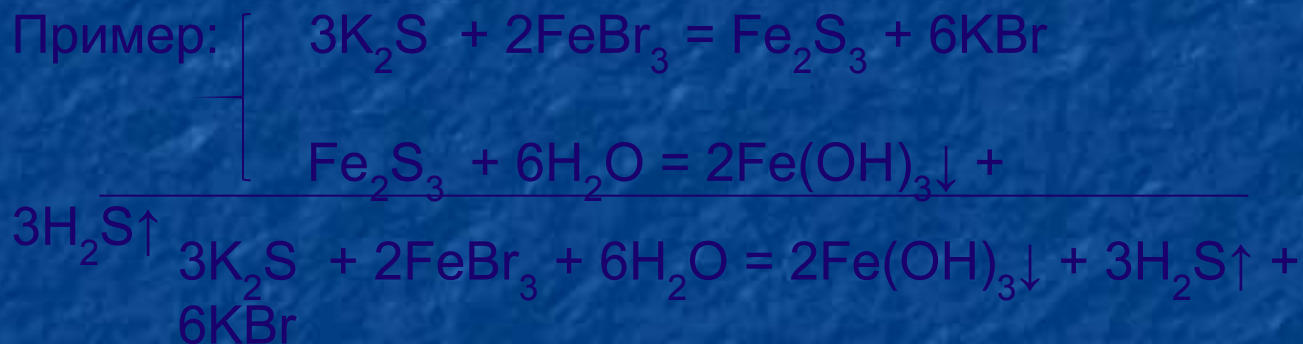 Пример: 3K₂S + 2FeBr₃ = Fe₂S₃ + 6KBr
Fe₂S₃ + 6H₂O = 2Fe(OH)₃↓ +
3H₂S↑
3K₂S + 2FeBr₃ + 6H₂O = 2Fe(OH)₃↓ + 3H₂S↑ +
6KBr